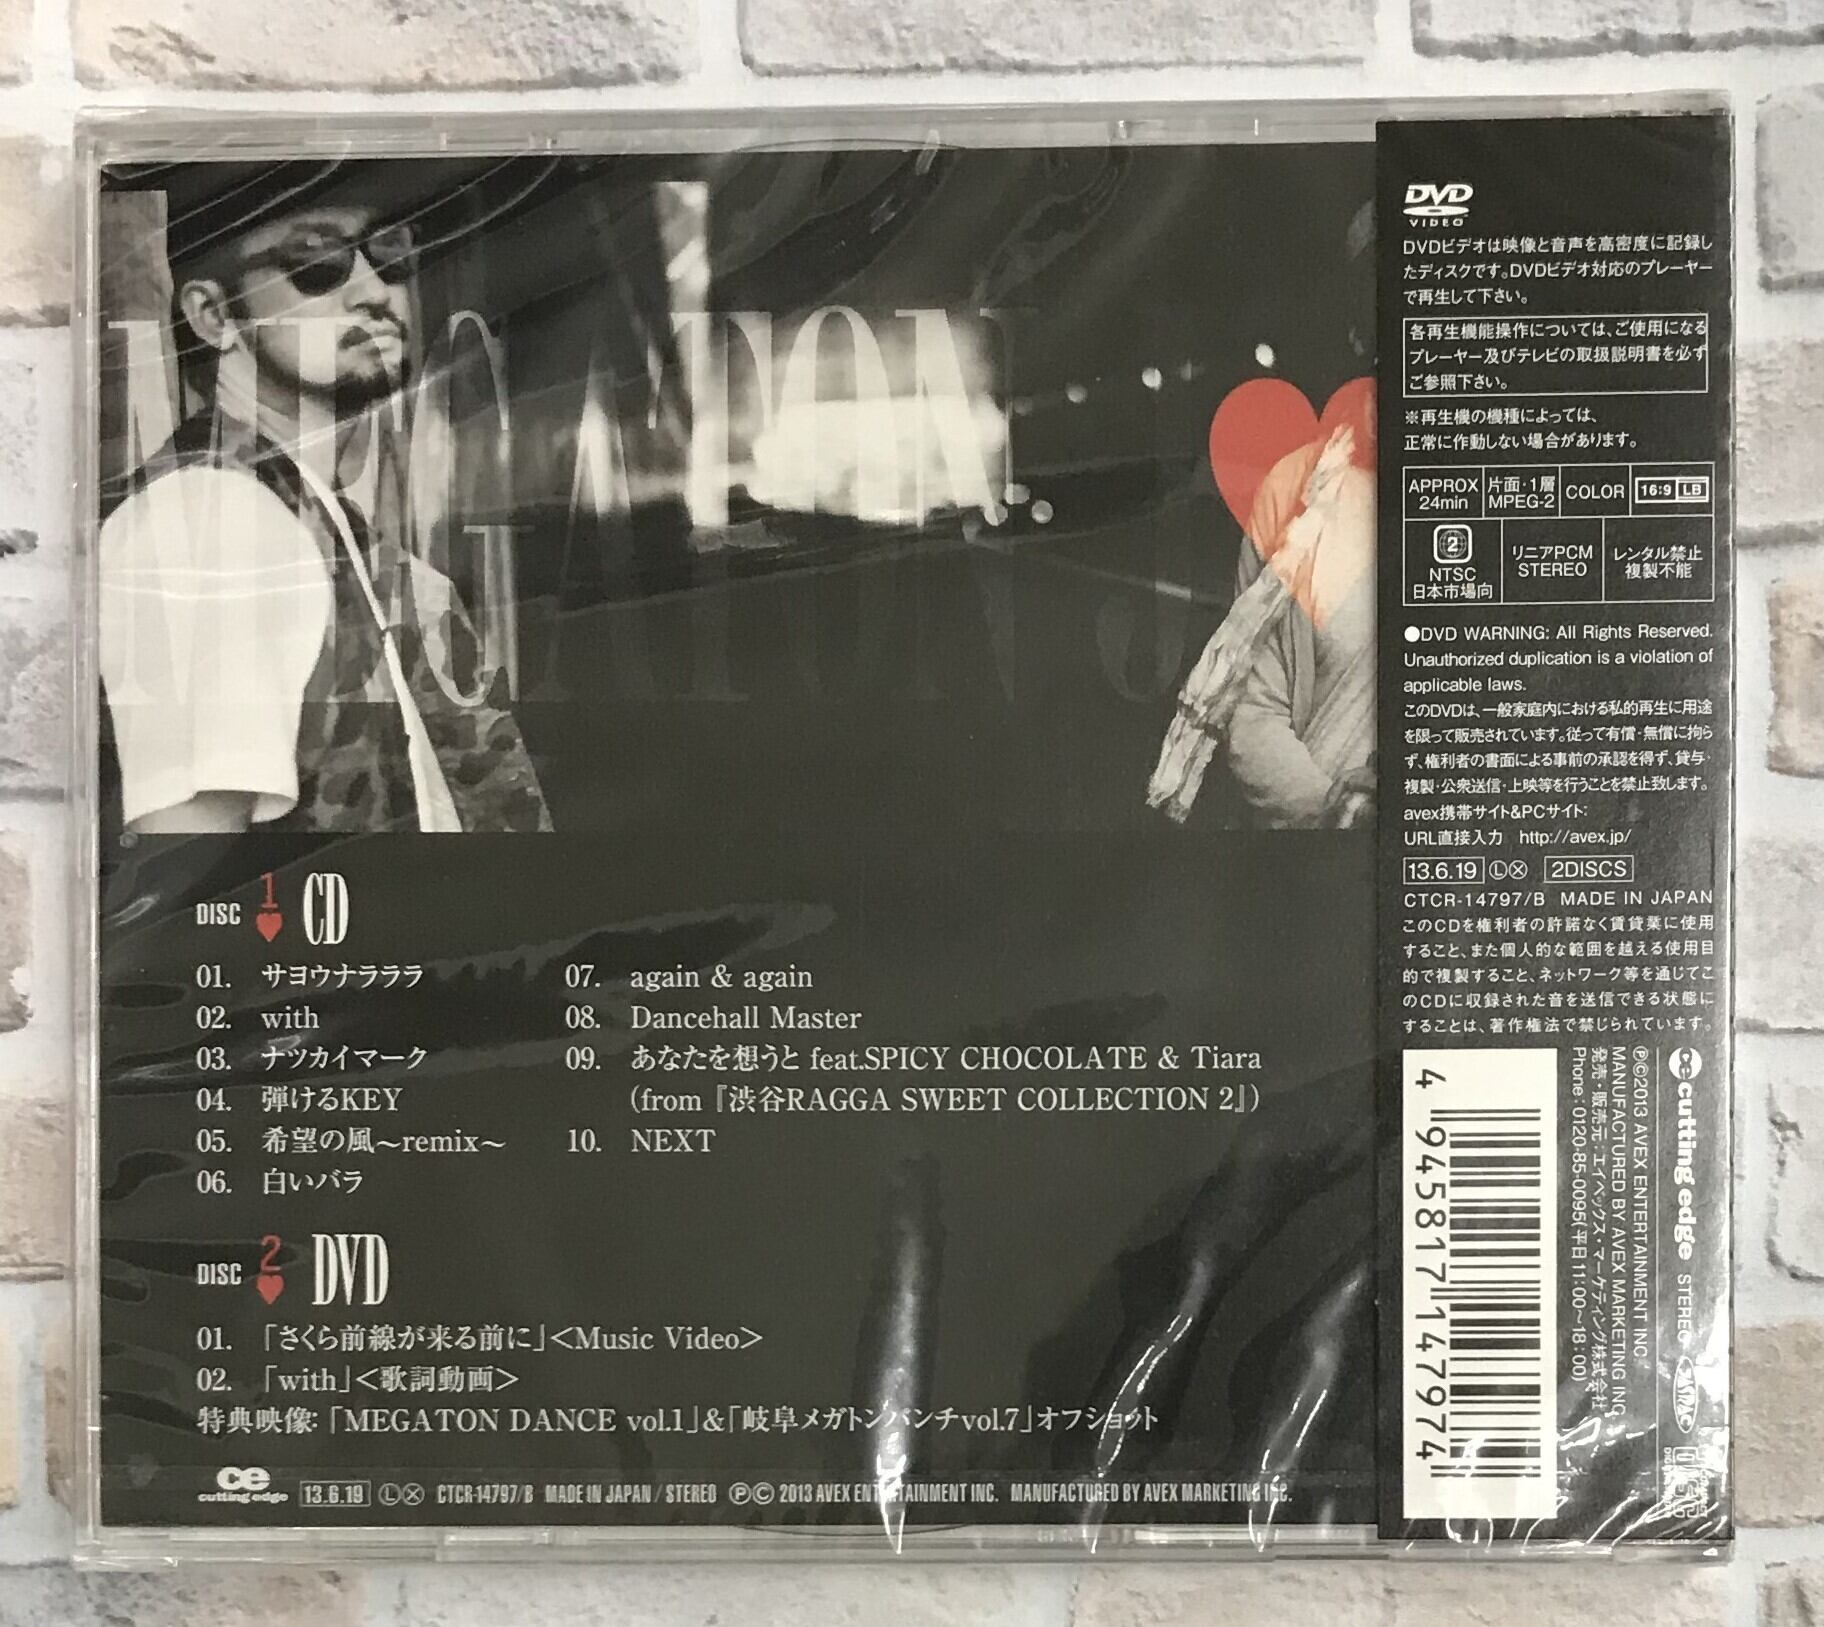 MEGATON
DISC 1 CD
01. サヨウナラララ
02. with
03. ナツカイマーク
04. 弾けるKEY
05. 希望の風～remix～
06. 白いバラ
07. again & again
08. Dancehall Master
09. あなたを想うと feat.SPICY CHOCOLATE & Tiara
(from『渋谷RAGGA SWEET COLLECTION 2』)
10. NEXT
DISC 2 DVD
01. 「さくら前線が来る前に」<Music Video>
02. 「with」<歌詞動画>
特典映像:「MEGATON DANCE vol.1」&「岐阜メガトンパンチvol.7」オフショット
ce
cutting edge 13.6.19 ⓁⓍ CTCR-14797/B MADE IN JAPAN / STEREO ⓅⒸ 2013 AVEX ENTERTAINMENT INC. MANUFACTURED BY AVEX MARKETING INC.
DVD
VIDEO
DVDビデオは映像と音声を高密度に記録し
たディスクです。DVDビデオ対応のプレーヤー
で再生して下さい。
各再生機能操作については、ご使用になる
プレーヤー及びテレビの取扱説明書を必ず
ご参照下さい。
※再生機の機種によっては、
正常に作動しない場合があります。
APPROX 24min
片面・1層 MPEG-2
COLOR
16:9 LB
2 NTSC 日本市場向
リニアPCM STEREO
レンタル禁止 複製不能
●DVD WARNING: All Rights Reserved.
Unauthorized duplication is a violation of
applicable laws.
このDVDは、一般家庭内における私的再生に用途
を限って販売されています。従って有償・無償に拘ら
ず、権利者の書面による事前の承認を得ず、貸与・
複製・公衆送信・上映等を行うことを禁止致します。
avex携帯サイト&PCサイト:
URL直接入力 http://avex.jp/
13.6.19 ⓁⓍ 2DISCS
CTCR-14797/B MADE IN JAPAN
このCDを権利者の許諾なく賃貸業に使用
すること、また個人的な範囲を越える使用目
的で複製すること、ネットワーク等を通じてこ
のCDに収録された音を送信できる状態に
することは、著作権法で禁じられています。
ce cutting edge STEREO JASRAC
ⓅⒸ2013 AVEX ENTERTAINMENT INC.
MANUFACTURED BY AVEX MARKETING INC.
発売・販売元:エイベックス・マーケティング株式会社
Phone:0120-85-0095(平日11:00～18:00)
4 945817 147974